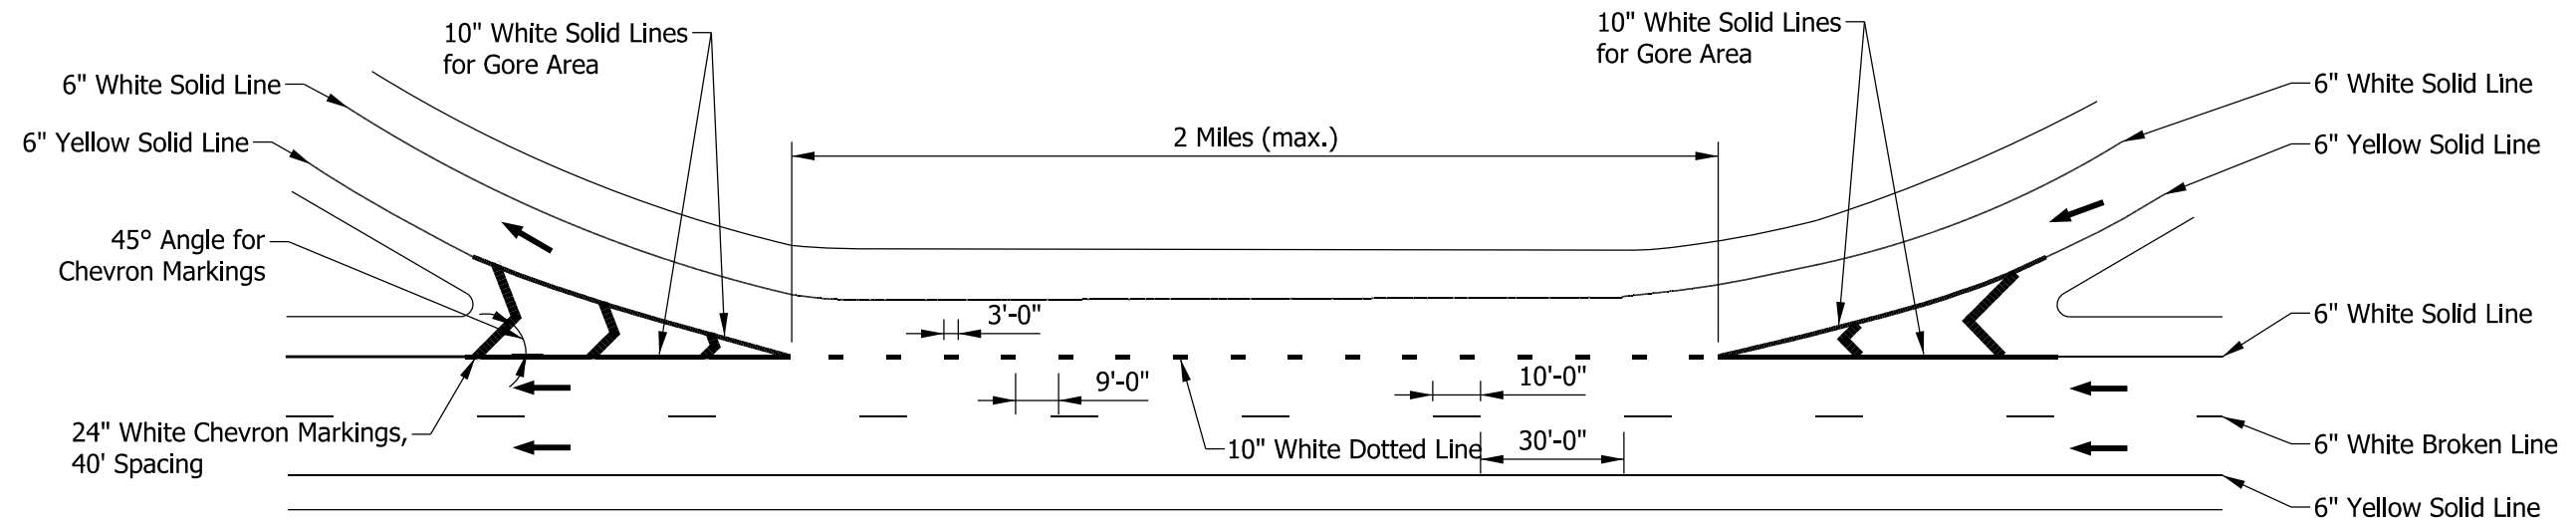 10" White Solid Lines
for Gore Area
10" White Solid Lines
for Gore Area
6" White Solid Line
6" White Solid Line
2 Miles (max.)
6" Yellow Solid Line
6" Yellow Solid Line
45° Angle for
Chevron Markings
3'-0"
6" White Solid Line
9'-0"
10'-0"
24" White Chevron Markings,
40' Spacing
10" White Dotted Line
30'-0"
6" White Broken Line
6" Yellow Solid Line